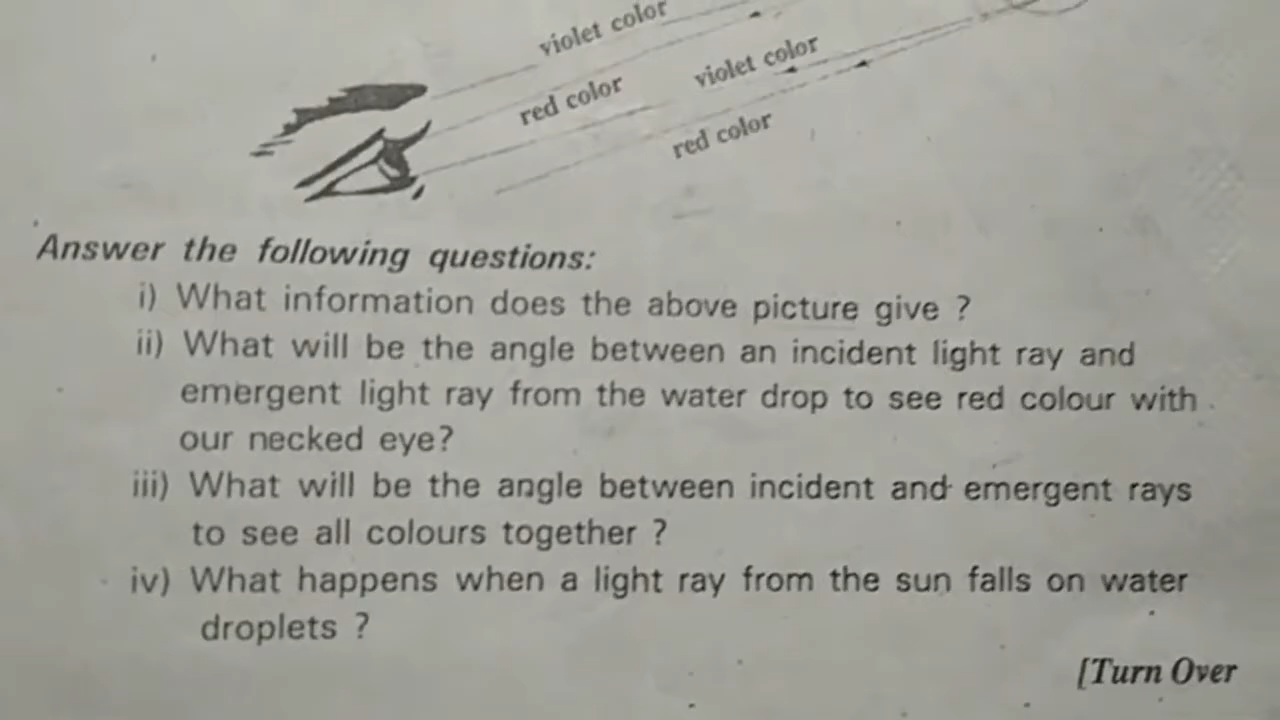 violet color
violet color
red color
red color
Answer the following questions:
i) What information does the above picture give ?
ii) What will be the angle between an incident light ray and
emergent light ray from the water drop to see red colour with
our necked eye?
iii) What will be the angle between incident and emergent rays
to see all colours together ?
iv) What happens when a light ray from the sun falls on water
droplets ?
[Turn Over